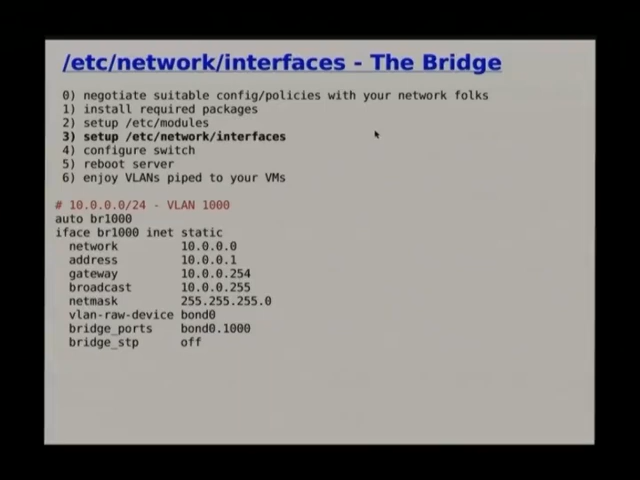 /etc/network/interfaces - The Bridge
0) negotiate suitable config/policies with your network folks
1) install required packages
2) setup /etc/modules
3) setup /etc/network/interfaces
4) configure switch
5) reboot server
6) enjoy VLANs piped to your VMs
# 10.0.0.0/24 - VLAN 1000
auto br1000
iface br1000 inet static
network 10.0.0.0
address 10.0.0.1
gateway 10.0.0.254
broadcast 10.0.0.255
netmask 255.255.255.0
vlan-raw-device bond0
bridge_ports bond0.1000
bridge_stp off